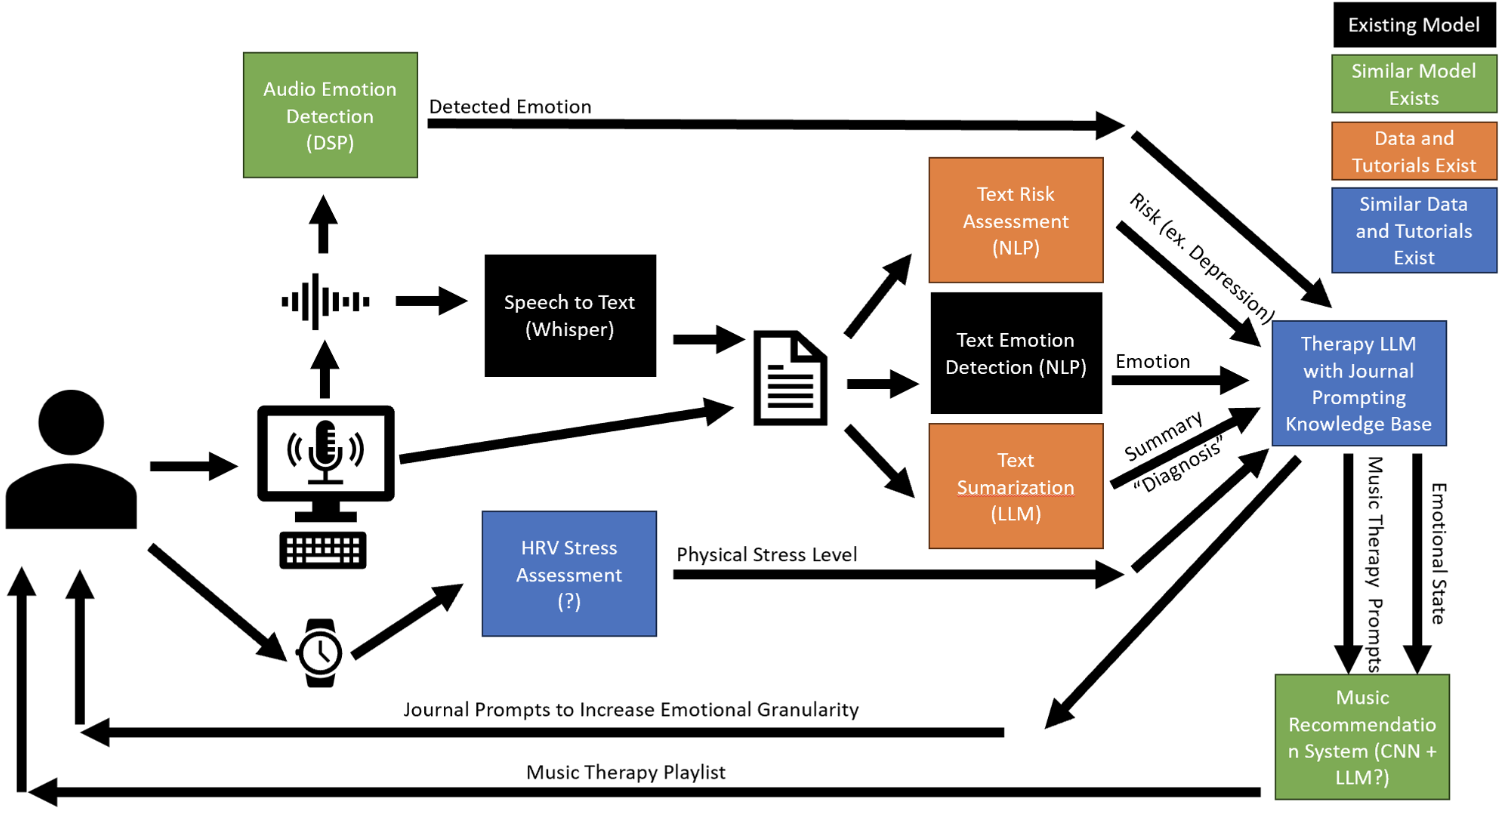 Existing Model
Similar Model
Exists
Data and
Tutorials Exist
Similar Data
and Tutorials
Exist
Audio Emotion
Detection
(DSP)
Detected Emotion
Text Risk
Assessment
(NLP)
Risk (ex. Depression)
Speech to Text
(Whisper)
Text Emotion
Detection (NLP)
Emotion
Therapy LLM
with Journal
Prompting
Knowledge Base
Text
Sumarization
(LLM)
Summary
“Diagnosis”
HRV Stress
Assessment
(?)
Physical Stress Level
Music Therapy Prompts
Emotional State
Journal Prompts to Increase Emotional Granularity
Music Therapy Playlist
Music
Recommendatio
n System (CNN +
LLM?)